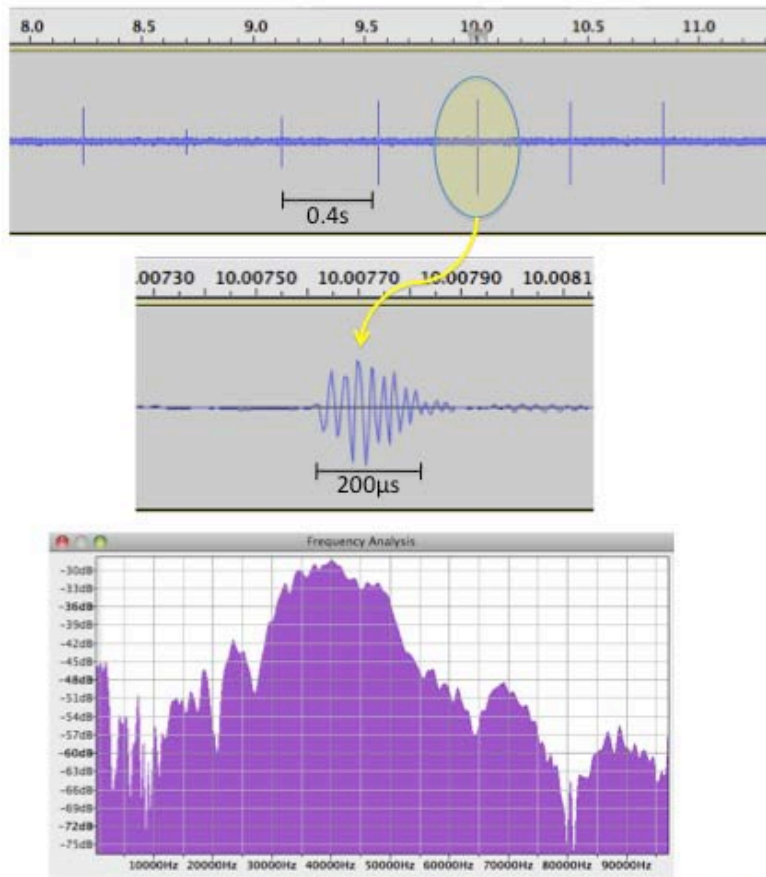 8.0 8.5 9.0 9.5 10.0 10.5 11.0
0.4s
.00730 10.00750 10.00770 10.00790 10.0081
200µs
Frequency Analysis
-30dB
-33dB
-36dB
-39dB
-42dB
-45dB
-48dB
-51dB
-54dB
-57dB
-60dB
-63dB
-66dB
-69dB
-72dB
-75dB
10000Hz 20000Hz 30000Hz 40000Hz 50000Hz 60000Hz 70000Hz 80000Hz 90000Hz